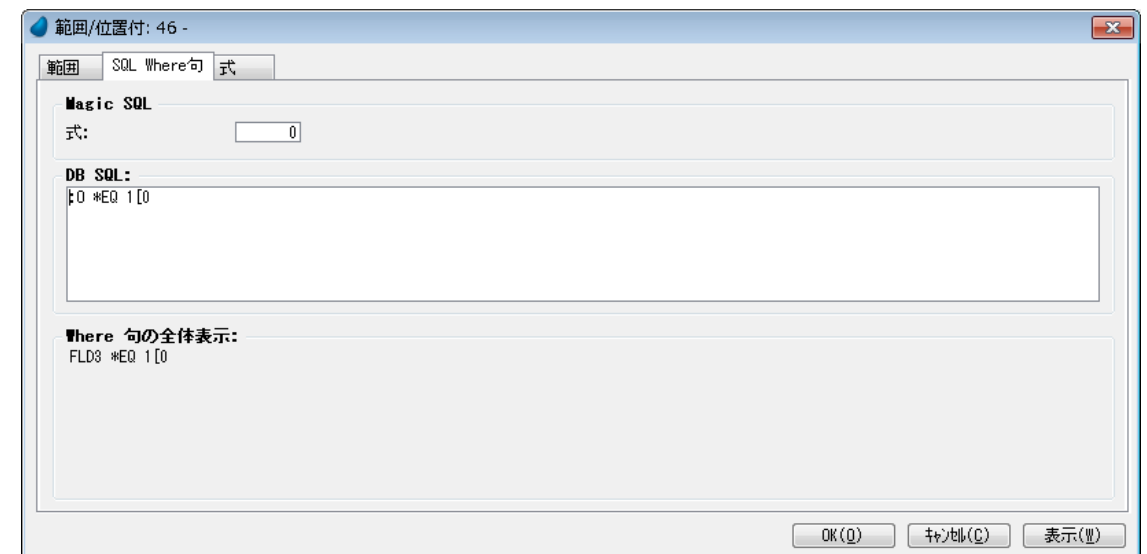 範囲/位置付: 46 -
範囲 SQL Where句 式
Magic SQL
式: 0
DB SQL:
:O *EQ 1[0
Where 句の全体表示:
FLD3 *EQ 1[0
OK(O) ｷｬﾝｾﾙ(C) 表示(W)